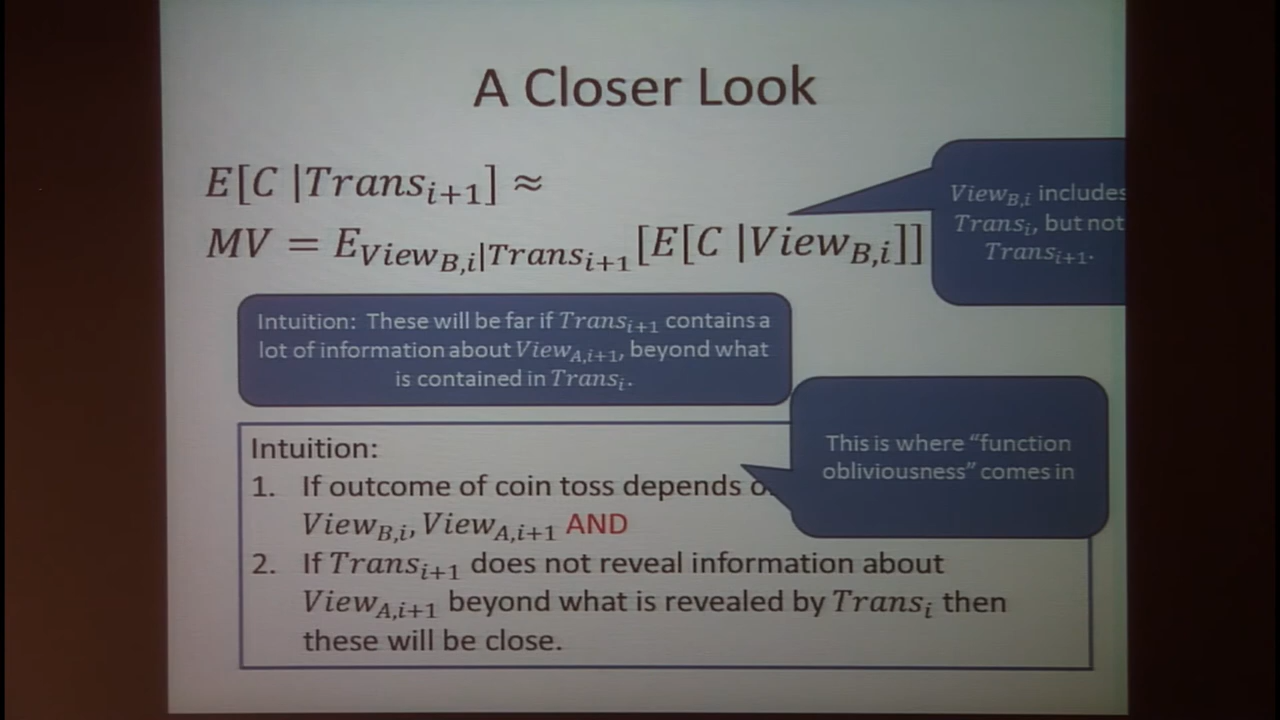 A Closer Look
E[C |Trans_{i+1}] ≈
MV = E_{View_{B,i}|Trans_{i+1}}[E[C |View_{B,i}]]
View_{B,i} includes
Trans_i, but not
Trans_{i+1}.
Intuition: These will be far if Trans_{i+1} contains a
lot of information about View_{A,i+1}, beyond what
is contained in Trans_i.
This is where “function
obliviousness” comes in
Intuition:
1. If outcome of coin toss depends
View_{B,i}, View_{A,i+1} AND
2. If Trans_{i+1} does not reveal information about
View_{A,i+1} beyond what is revealed by Trans_i then
these will be close.